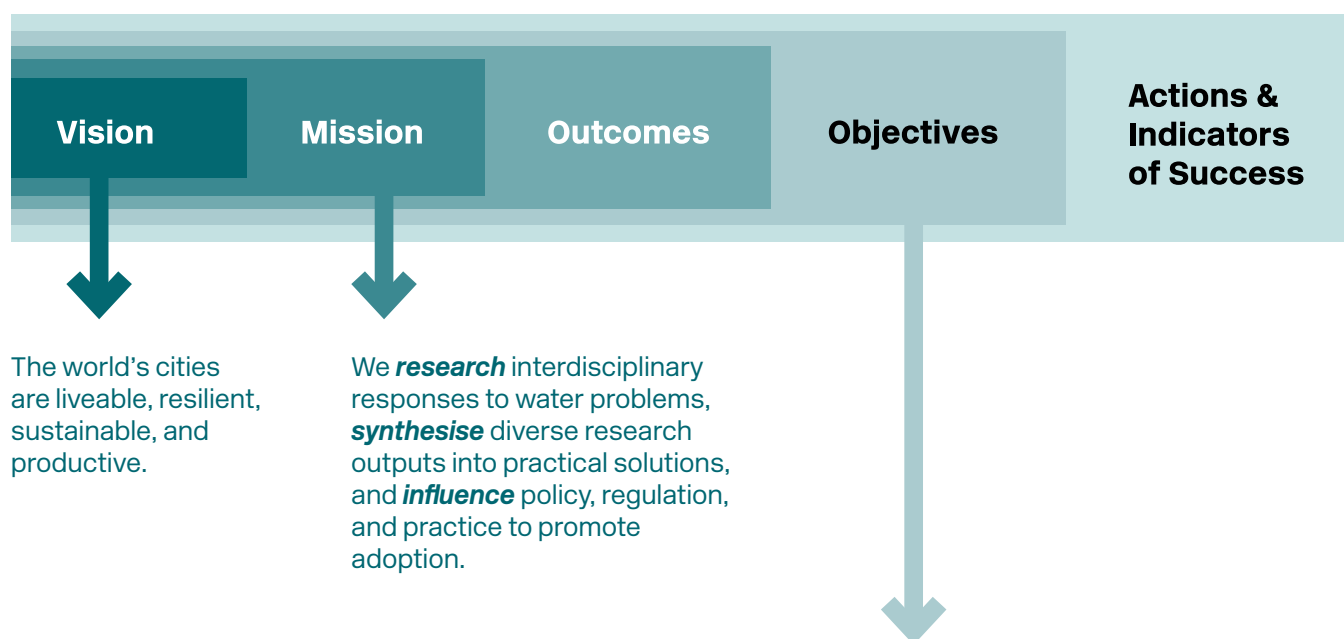 Vision
Mission
Outcomes
Objectives
Actions &
Indicators
of Success
The world’s cities
are liveable, resilient,
sustainable, and
productive.
We research interdisciplinary
responses to water problems,
synthesise diverse research
outputs into practical solutions,
and influence policy, regulation,
and practice to promote
adoption.